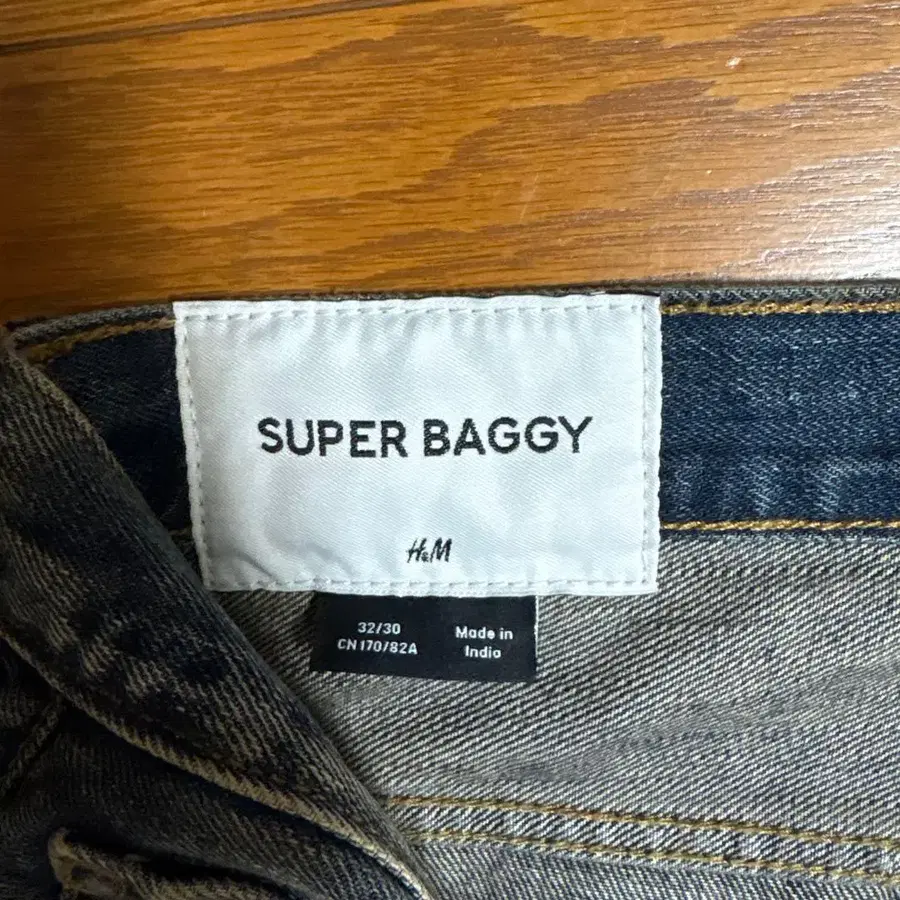 SUPER BAGGY
H&M
32/30
CN 170/82A
Made in
India